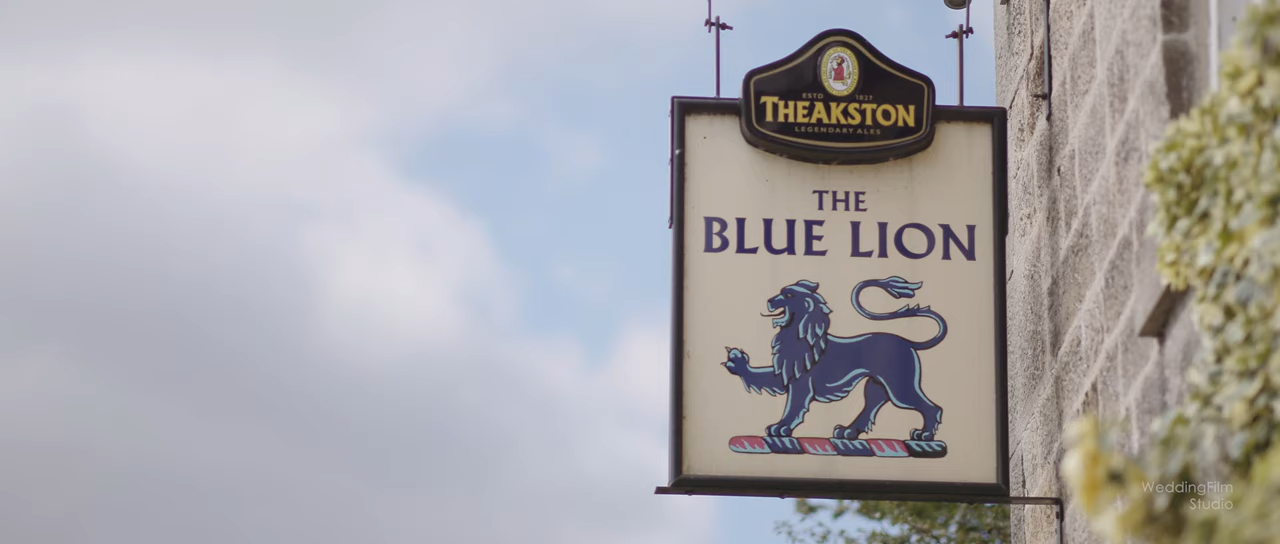 ESTD 1827
THEAKSTON
LEGENDARY ALES
THE
BLUE LION
WeddingFilm
Studio